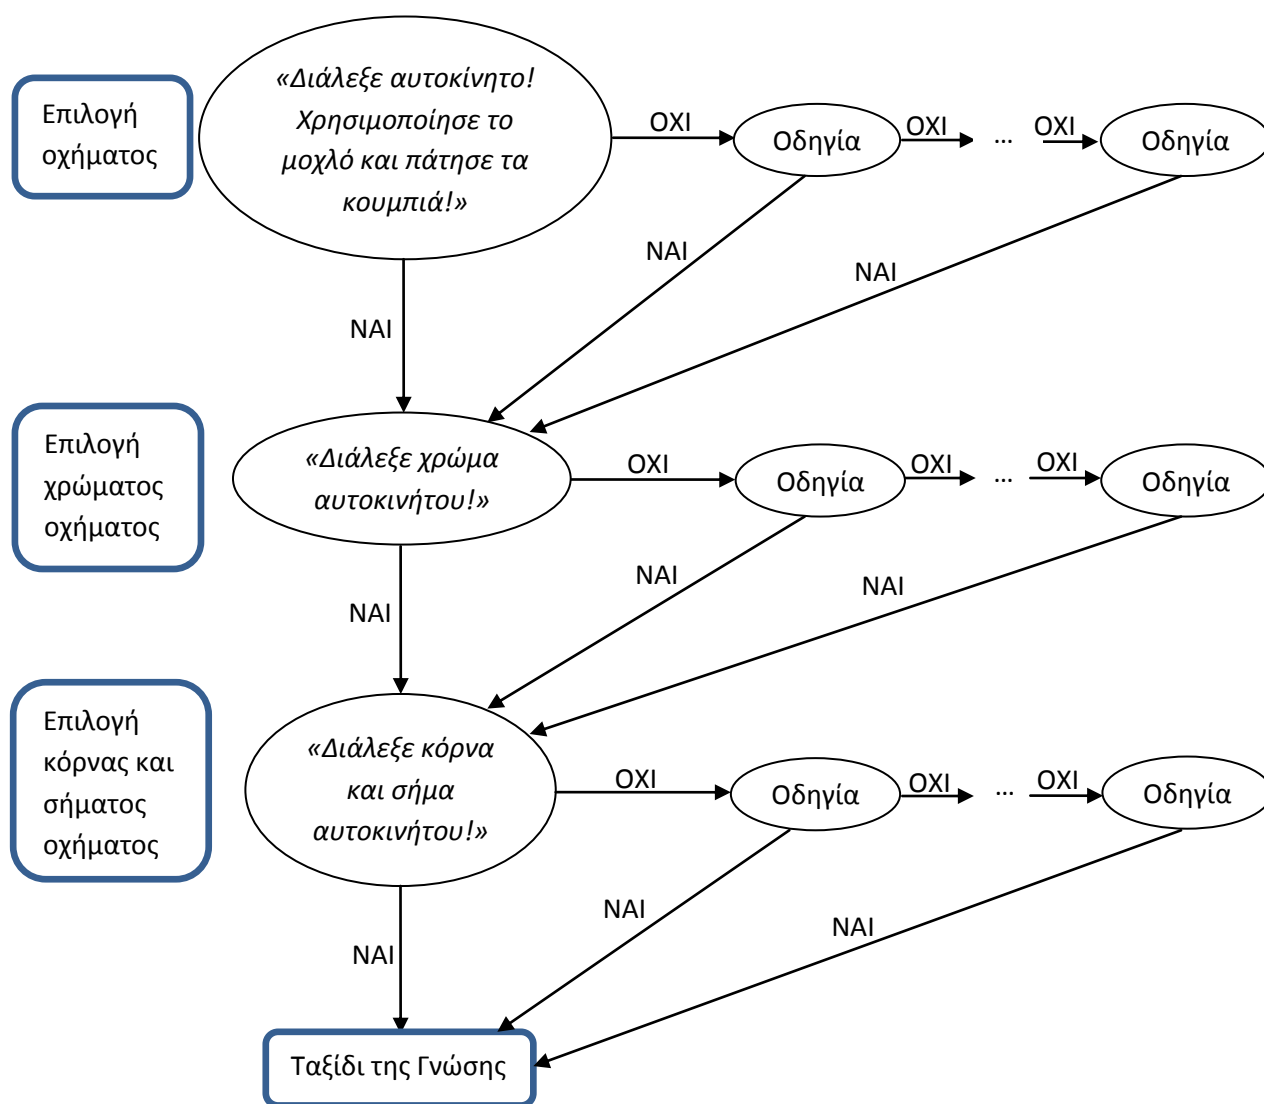 Επιλογή
οχήματος
«Διάλεξε αυτοκίνητο!
Χρησιμοποίησε το
μοχλό και πάτησε τα
κουμπιά!»
ΟΧΙ
Οδηγία
ΟΧΙ
...
ΟΧΙ
Οδηγία
ΝΑΙ
ΝΑΙ
ΝΑΙ
Επιλογή
χρώματος
οχήματος
«Διάλεξε χρώμα
αυτοκινήτου!»
ΟΧΙ
Οδηγία
ΟΧΙ
...
ΟΧΙ
Οδηγία
ΝΑΙ
ΝΑΙ
ΝΑΙ
Επιλογή
κόρνας και
σήματος
οχήματος
«Διάλεξε κόρνα
και σήμα
αυτοκινήτου!»
ΟΧΙ
Οδηγία
ΟΧΙ
...
ΟΧΙ
Οδηγία
ΝΑΙ
ΝΑΙ
ΝΑΙ
Ταξίδι της Γνώσης